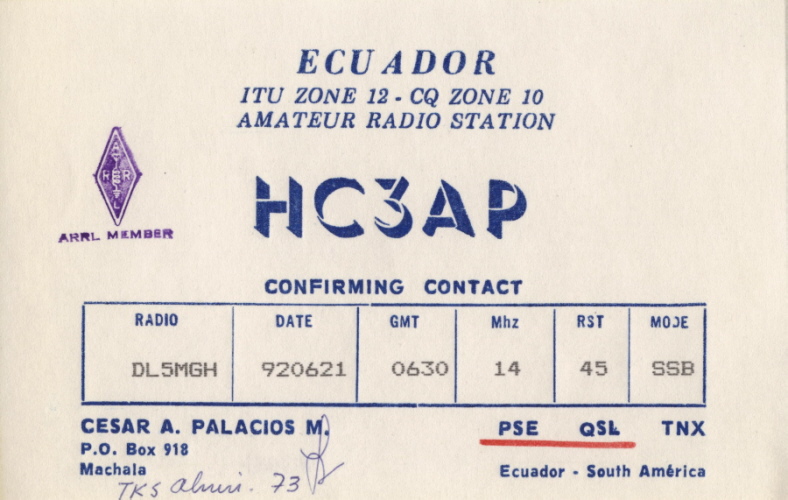 ECUADOR
ITU ZONE 12 - CQ ZONE 10
AMATEUR RADIO STATION
ARRL
ARRL MEMBER
HC3AP
CONFIRMING CONTACT
RADIO DATE GMT Mhz RST MODE
DL5MGH 920621 0630 14 45 SSB
CESAR A. PALACIOS M. PSE QSL TNX
P.O. Box 918
Machala Ecuador - South América
TKS 73